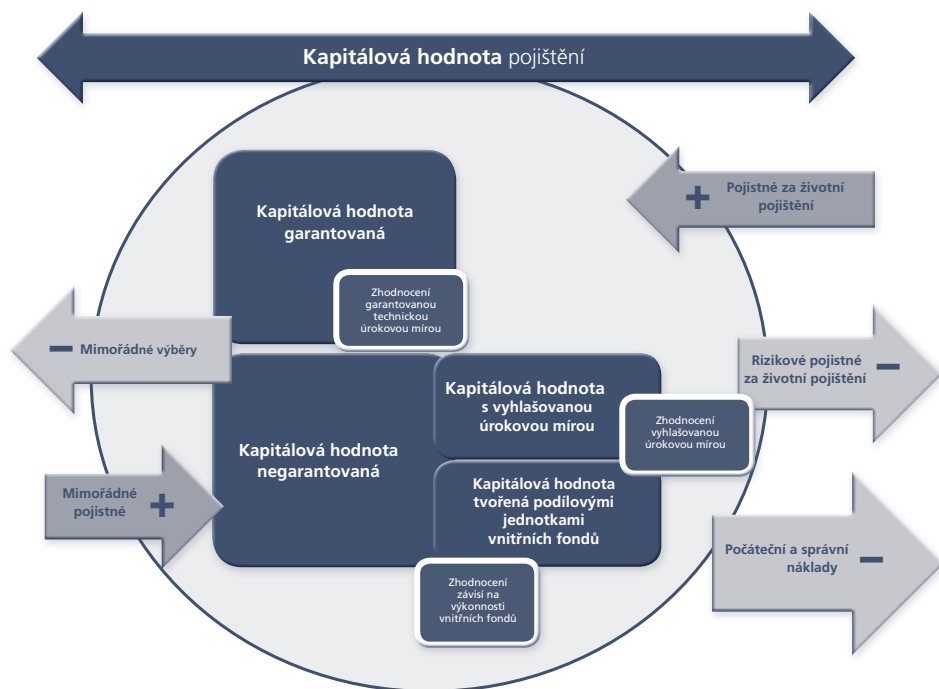 Kapitálová hodnota pojištění
Kapitálová hodnota
garantovaná
Zhodnocení
garantovanou
technickou
úrokovou mírou
Pojistné za životní
pojištění
+
Mimořádné výběry
−
Rizikové pojistné
za životní pojištění
−
Kapitálová hodnota
negarantovaná
Kapitálová hodnota
s vyhlašovanou
úrokovou mírou
Zhodnocení
vyhlašovanou
úrokovou mírou
Mimořádné
pojistné
+
Kapitálová hodnota
tvořená podílovými
jednotkami
vnitřních fondů
Zhodnocení
závisí na
výkonnosti
vnitřních fondů
Počáteční a správní
náklady
−